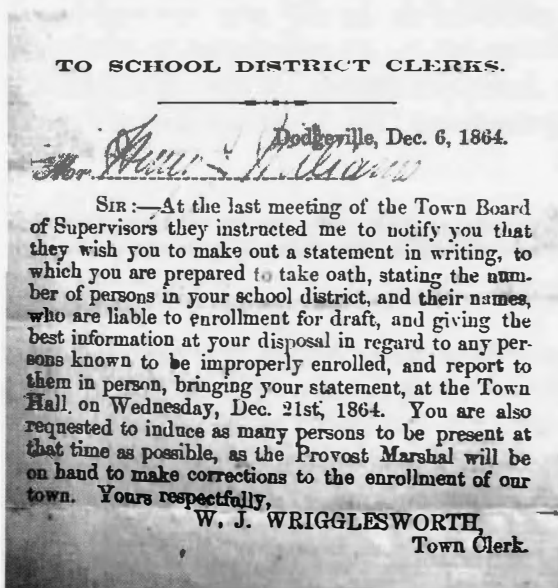 TO SCHOOL DISTRICT CLERKS.
Dodgeville, Dec. 6, 1864.
Mr. Williams
SIR:—At the last meeting of the Town Board
of Supervisors they instructed me to notify you that
they wish you to make out a statement in writing, to
which you are prepared to take oath, stating the num-
ber of persons in your school district, and their names,
who are liable to enrollment for draft, and giving the
best information at your disposal in regard to any per-
sons known to be improperly enrolled, and report to
them in person, bringing your statement, at the Town
Hall. on Wednesday, Dec. 21st, 1864. You are also
requested to induce as many persons to be present at
that time as possible, as the Provost Marshal will be
on hand to make corrections to the enrollment of our
town. Yours respectfully,
W. J. WRIGGLESWORTH,
Town Clerk.